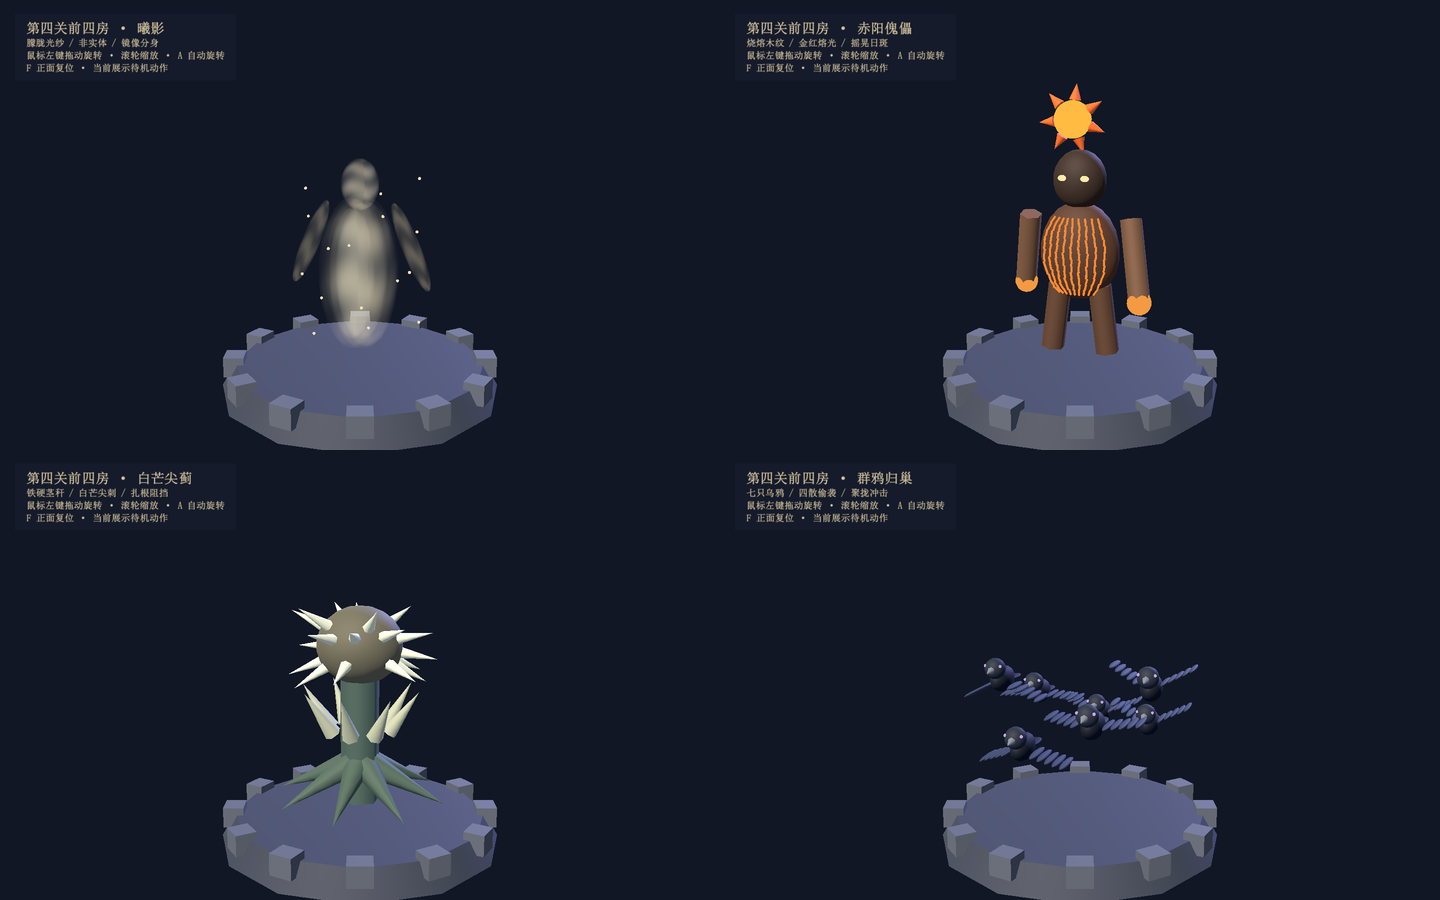 第四关前四房 • 曦影
朦胧光纱 / 非实体 / 镜像分身
鼠标左键拖动旋转 • 滚轮缩放 • A 自动旋转
F 正面复位 • 当前展示待机动作
第四关前四房 • 赤阳傀儡
烧熔木纹 / 金红熔光 / 摇晃日斑
鼠标左键拖动旋转 • 滚轮缩放 • A 自动旋转
F 正面复位 • 当前展示待机动作
第四关前四房 • 白芒尖蓟
铁硬茎秆 / 白芒尖刺 / 扎根阻挡
鼠标左键拖动旋转 • 滚轮缩放 • A 自动旋转
F 正面复位 • 当前展示待机动作
第四关前四房 • 群鸦归巢
七只乌鸦 / 四散偷袭 / 聚拢冲击
鼠标左键拖动旋转 • 滚轮缩放 • A 自动旋转
F 正面复位 • 当前展示待机动作